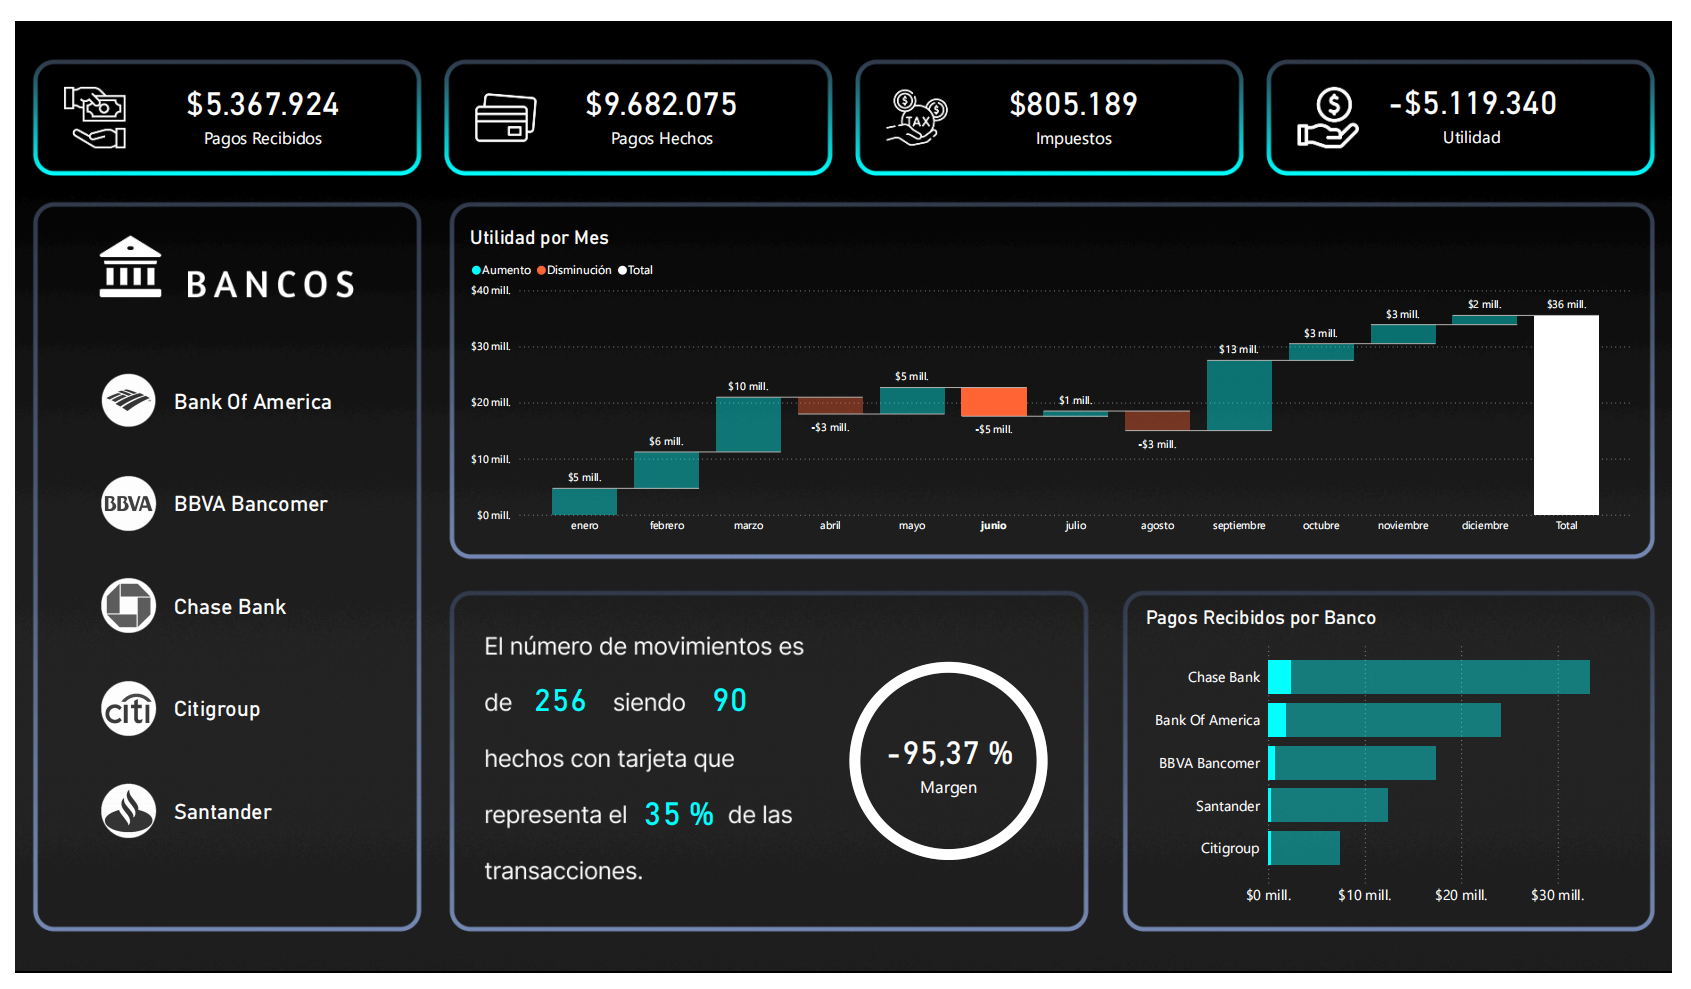 $5.367.924
Pagos Recibidos
$9.682.075
Pagos Hechos
TAX
$805.189
Impuestos
-$5.119.340
Utilidad
BANCOS
Bank Of America
BBVA
BBVA Bancomer
Chase Bank
citi
Citigroup
Santander
Utilidad por Mes
Aumento Disminución Total
$40 mill.
$30 mill.
$20 mill.
$10 mill.
$0 mill.
$5 mill.
$6 mill.
$10 mill.
-$3 mill.
$5 mill.
-$5 mill.
$1 mill.
-$3 mill.
$13 mill.
$3 mill.
$3 mill.
$2 mill.
$36 mill.
enero febrero marzo abril mayo junio julio agosto septiembre octubre noviembre diciembre Total
El número de movimientos es
de 256 siendo 90
hechos con tarjeta que
representa el 35 % de las
transacciones.
-95,37 %
Margen
Pagos Recibidos por Banco
Chase Bank
Bank Of America
BBVA Bancomer
Santander
Citigroup
$0 mill. $10 mill. $20 mill. $30 mill.